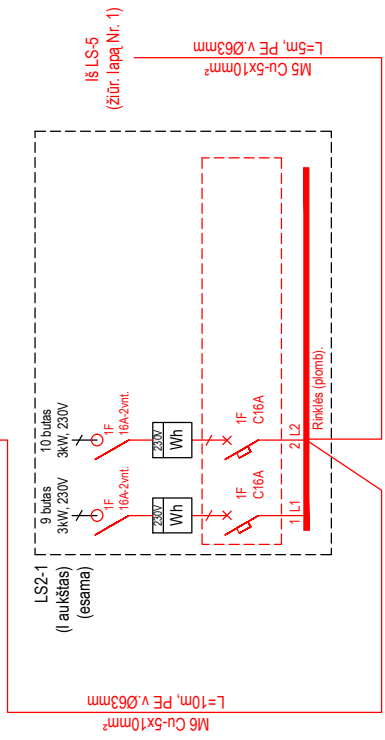 Iš LS-5
(žiūr. lapą Nr. 1)
M5 Cu-5x10mm²
L=5m, PE v.Ø63mm
LS2-1
(I aukštas)
(esama)
9 butas
3kW, 230V
1F
16A-2vnt.
230V
Wh
1F
C16A
1 L1
10 butas
3kW, 230V
1F
16A-2vnt.
230V
Wh
1F
C16A
2 L2
Rinklės (plomb).
M6 Cu-5x10mm²
L=10m, PE v.Ø63mm